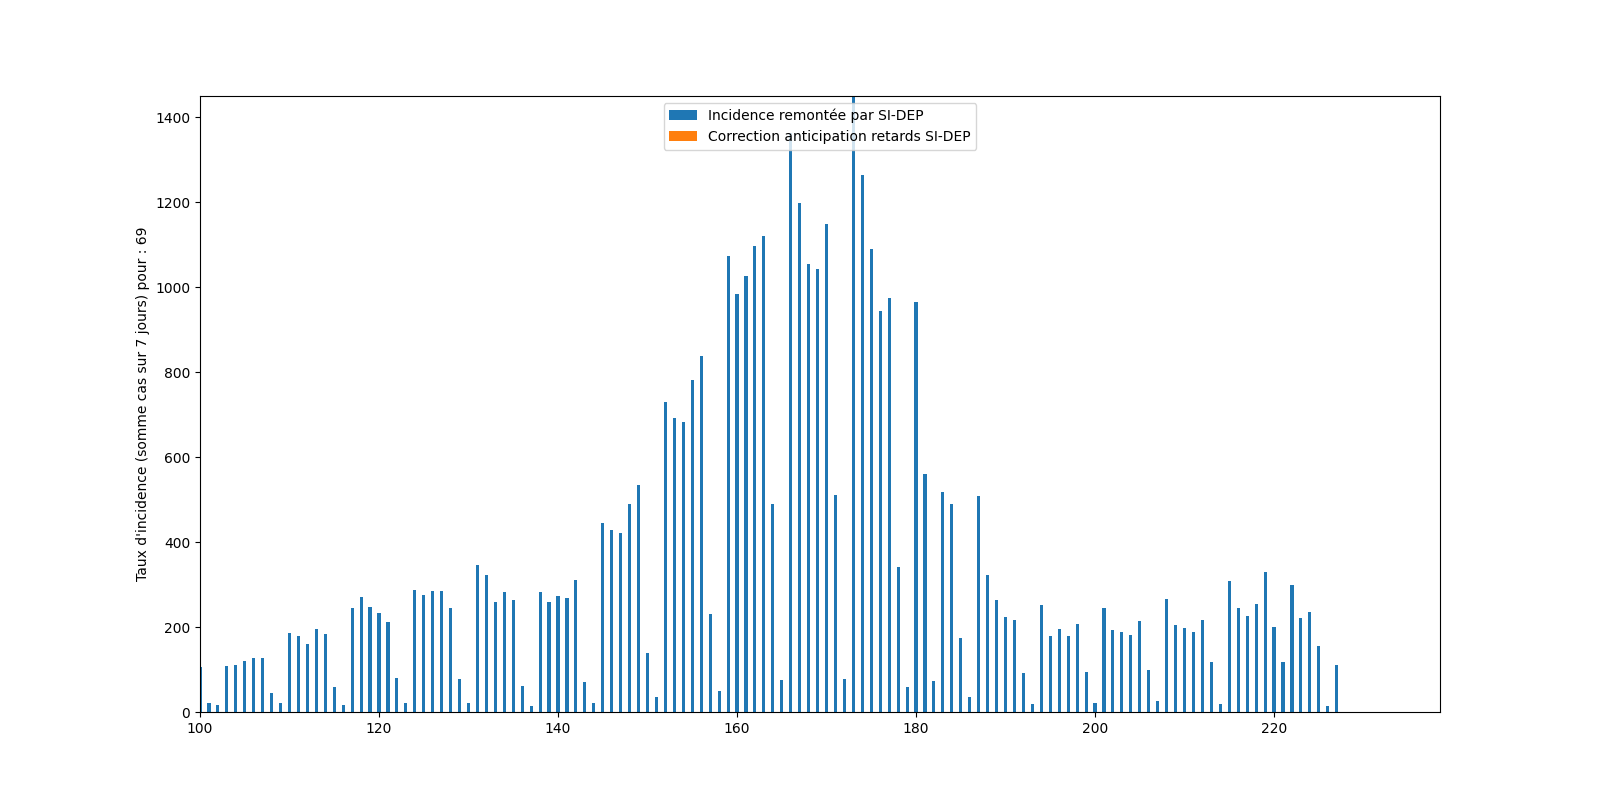 Incidence remontée par SI-DEP
Correction anticipation retards SI-DEP
Taux d'incidence (somme cas sur 7 jours) pour : 69
1400
1200
1000
800
600
400
200
0
100 120 140 160 180 200 220